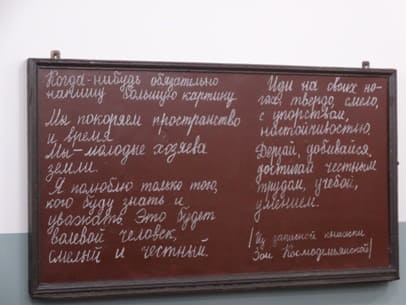 Когда-нибудь обязательно
напишу большую картину
Мы покоряем пространство
и время
Мы – молодые хозяева
земли.
Я полюблю только того,
кого буду знать и
уважать. Это будет
волевой человек,
смелый и честный.
Иди на своих но-
гах, твердо, смело,
с упорством,
настойчивостью.
Дерзай, добивайся,
достигай честным
трудом, учебой,
умением.
/Из записной книжки
Зои Космодемьянской/